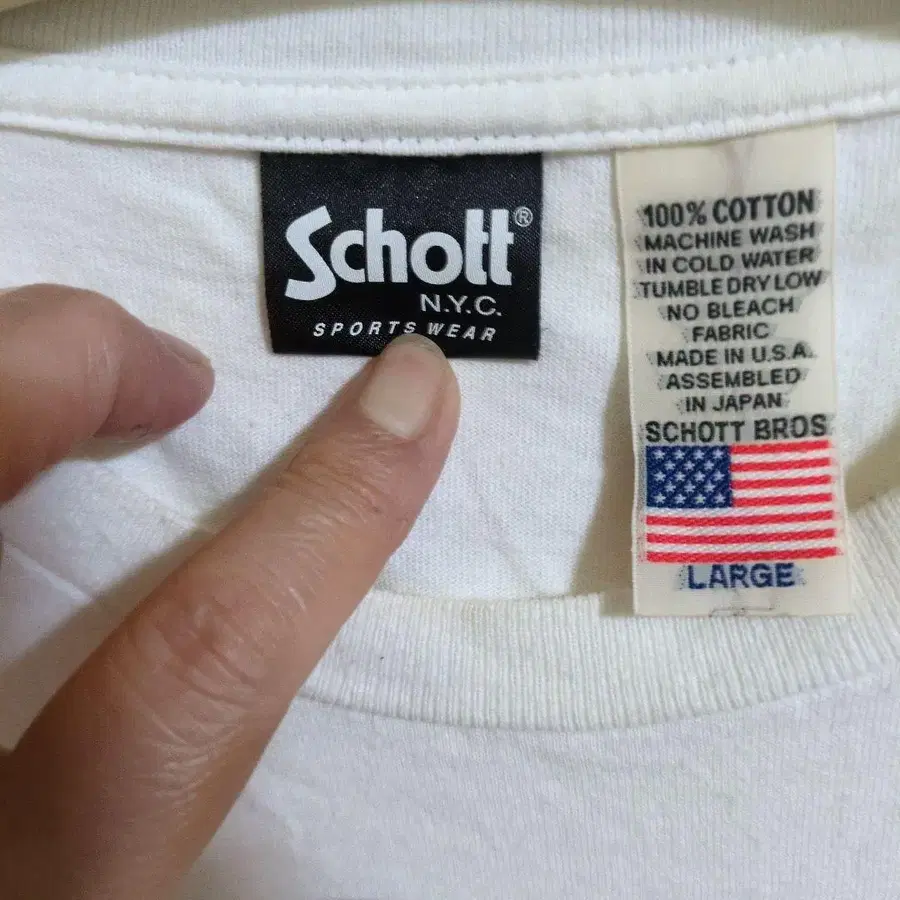 Schott®
N.Y.C.
SPORTS WEAR
100% COTTON
MACHINE WASH
IN COLD WATER
TUMBLE DRY LOW
NO BLEACH
FABRIC
MADE IN U.S.A.
ASSEMBLED
IN JAPAN
SCHOTT BROS
LARGE